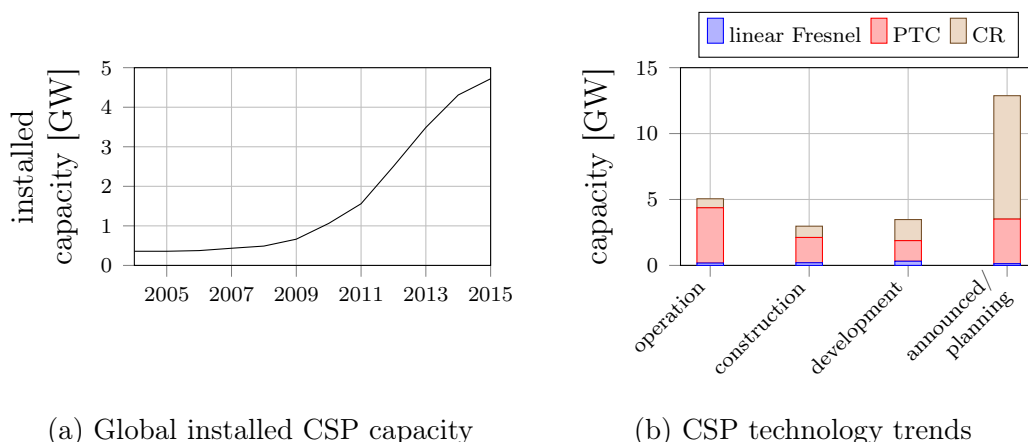 linear Fresnel PTC CR
installed
capacity [GW]
5
4
3
2
1
0
2005 2007 2009 2011 2013 2015
(a) Global installed CSP capacity
capacity [GW]
15
10
5
0
operation
construction
development
announced/
planning
(b) CSP technology trends